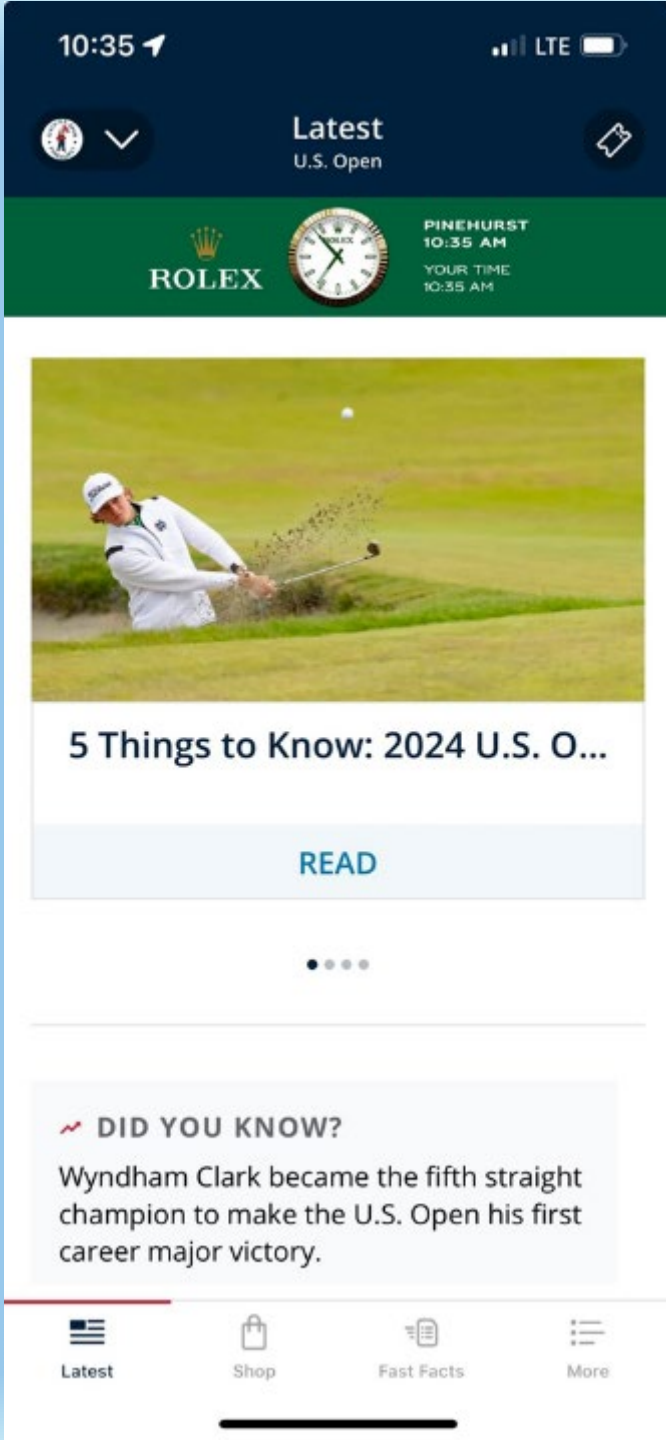 10:35
LTE
Latest
U.S. Open
ROLEX
ROLEX
PINEHURST
10:35 AM
YOUR TIME
10:35 AM
5 Things to Know: 2024 U.S. O...
READ
DID YOU KNOW?
Wyndham Clark became the fifth straight
champion to make the U.S. Open his first
career major victory.
Latest
Shop
Fast Facts
More